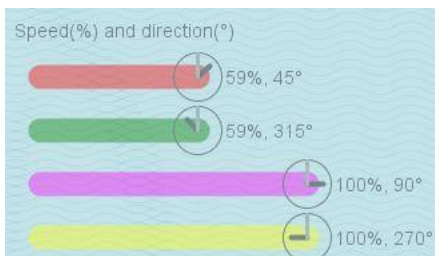 Speed(%) and direction(°)
59%, 45°
59%, 315°
100%, 90°
100%, 270°